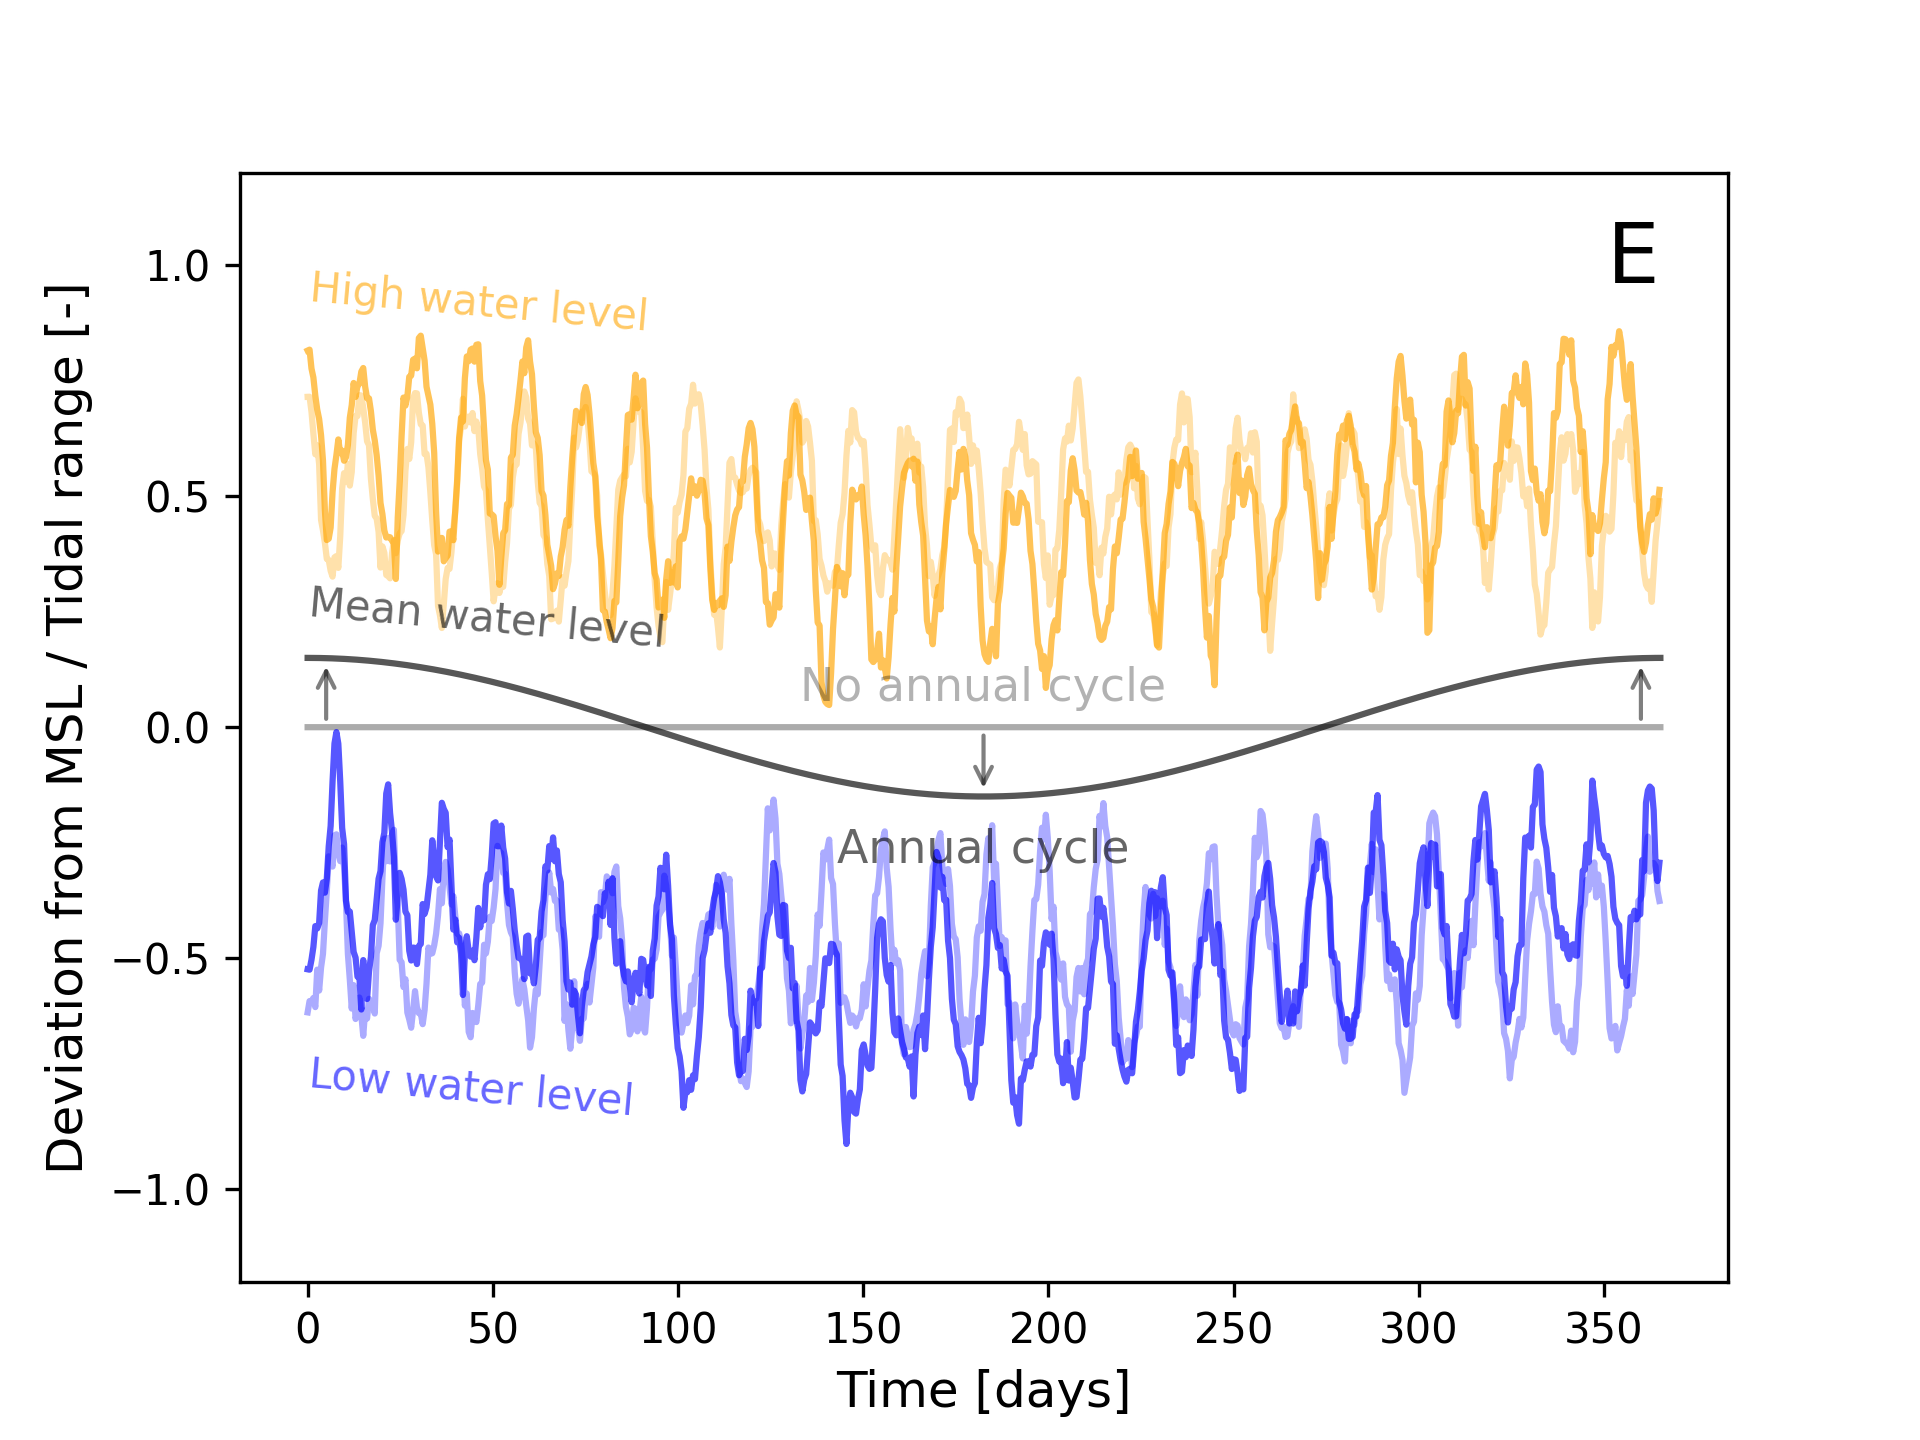 E
High water level
Mean water level
No annual cycle
Annual cycle
Low water level
1.0
0.5
0.0
−0.5
−1.0
Deviation from MSL / Tidal range [-]
0 50 100 150 200 250 300 350
Time [days]